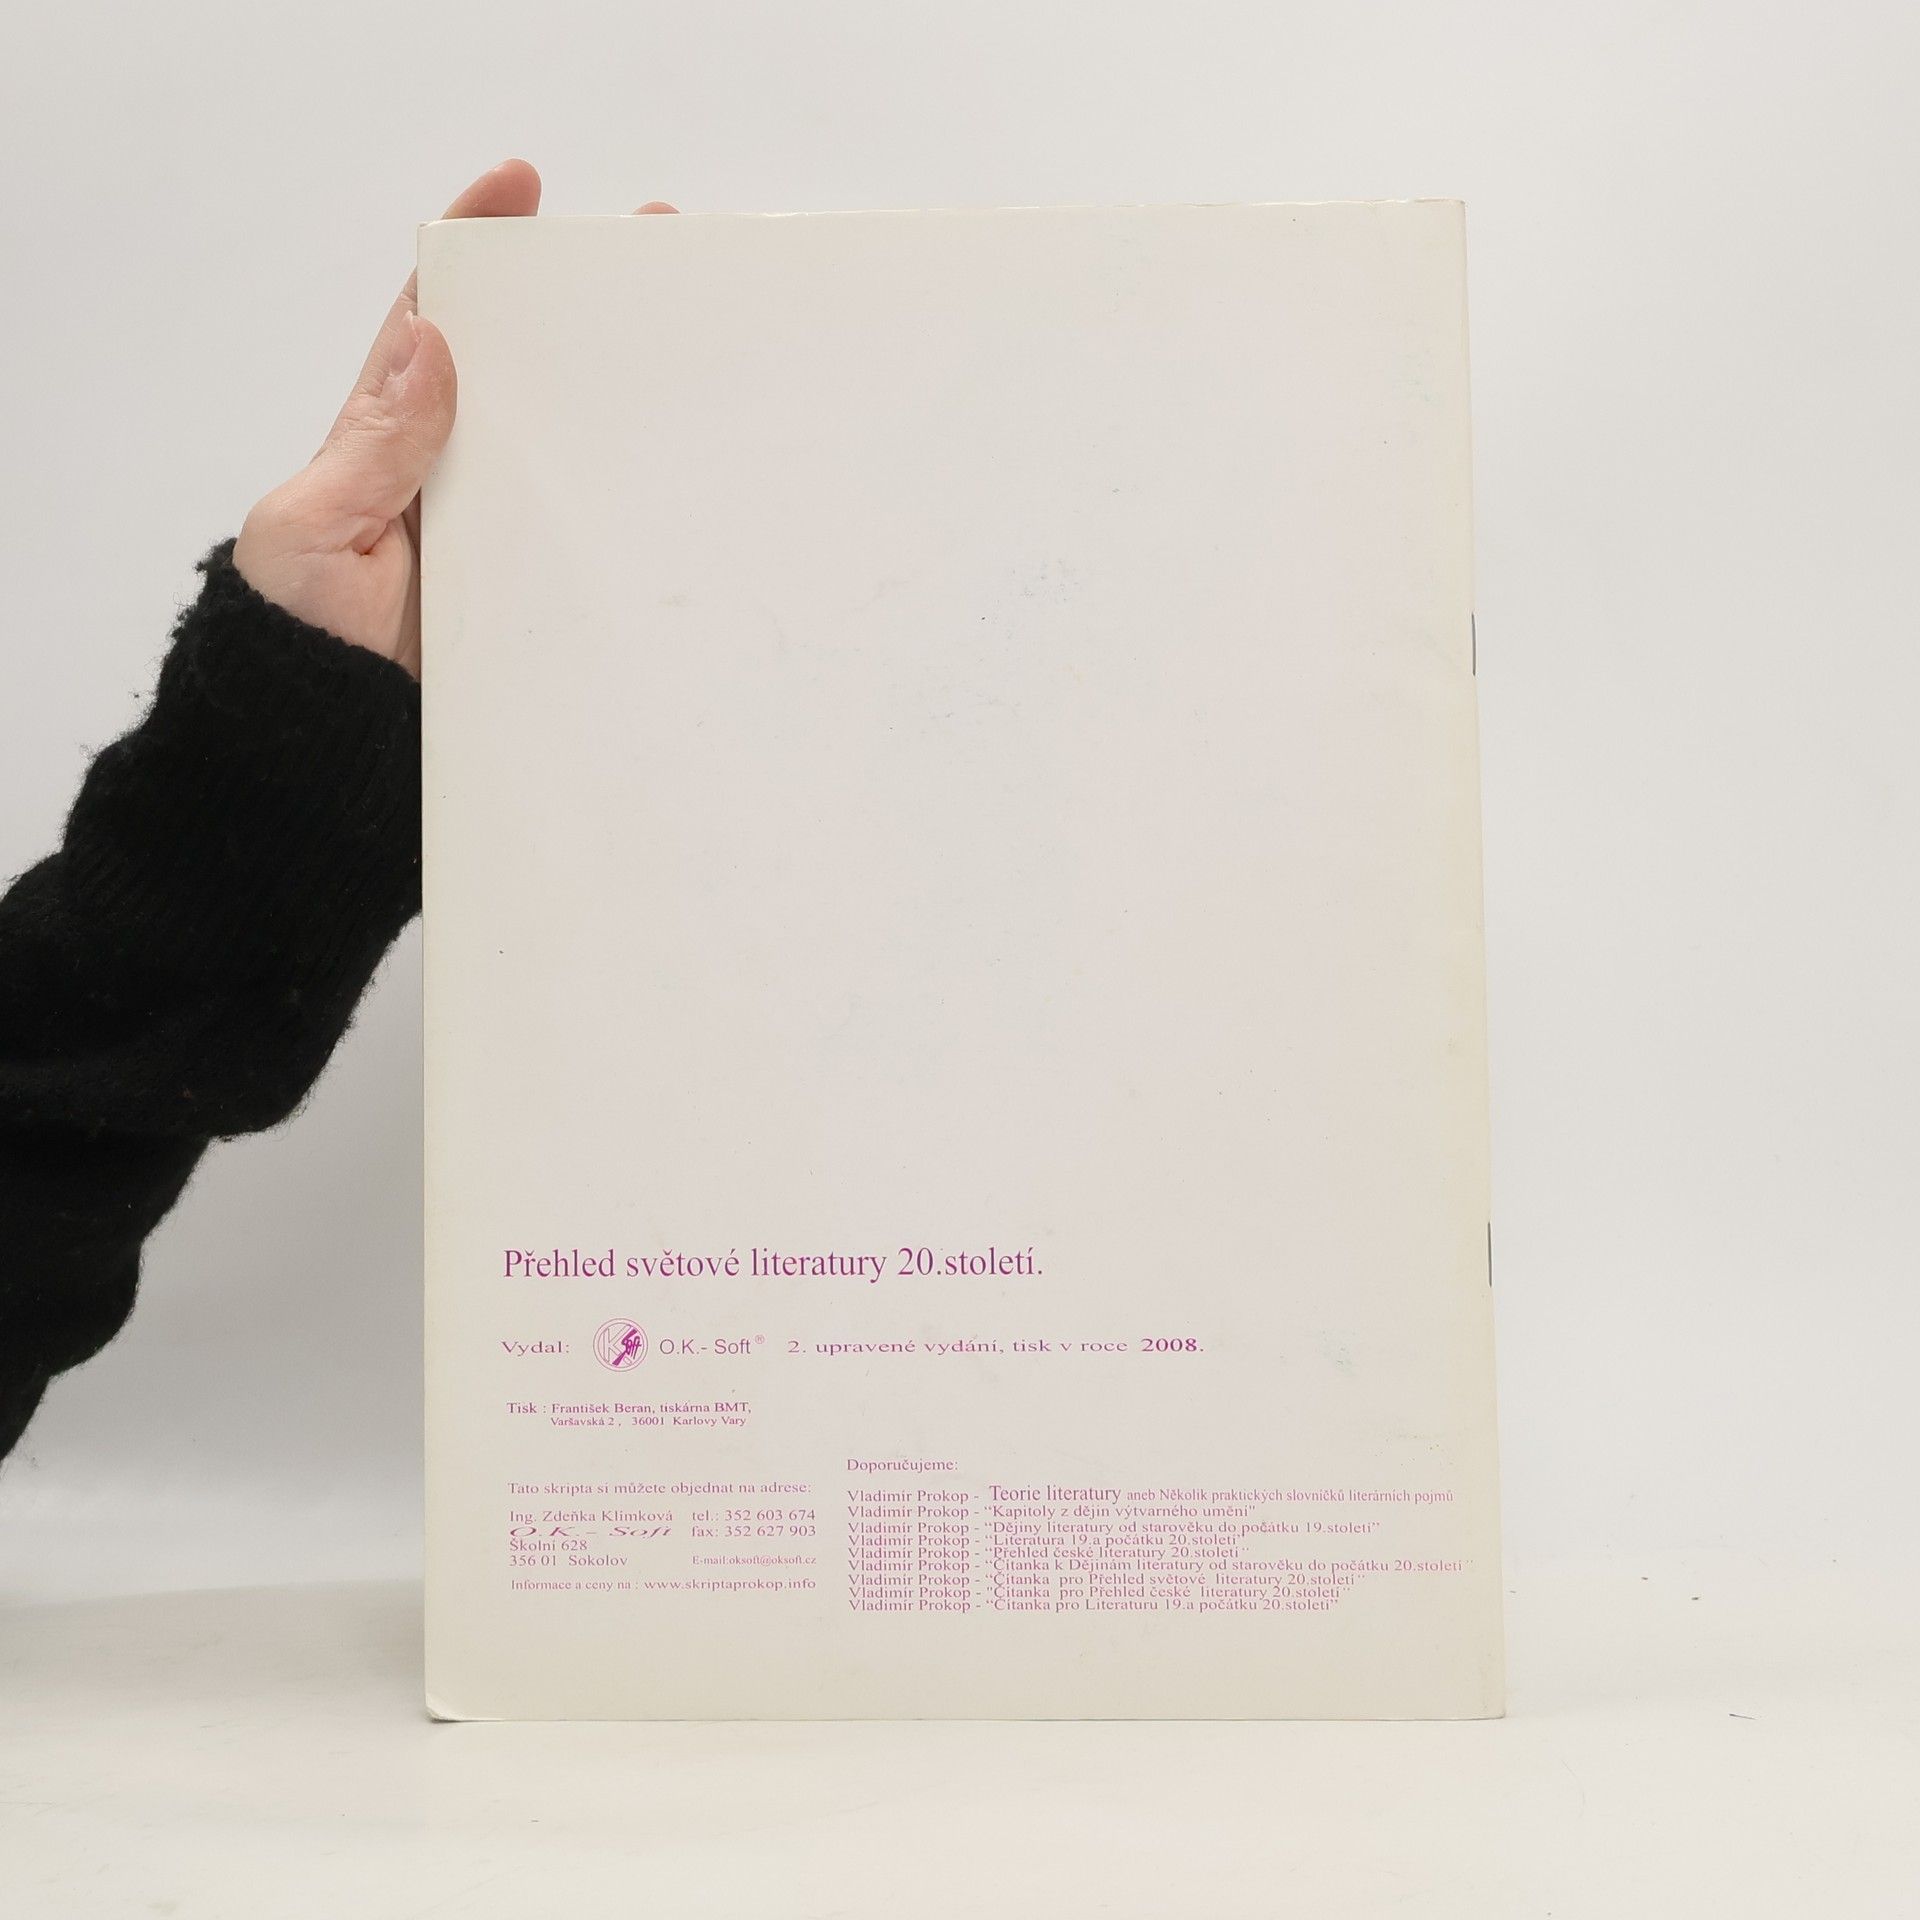 Přehled světové literatury 20.století.
Vydal: K Soft O.K.- Soft ® 2. upravené vydání, tisk v roce 2008.
Tisk : František Beran, tiskárna BMT,
Varšavská 2 , 36001 Karlovy Vary
Tato skripta si můžete objednat na adrese:
Ing. Zdeňka Klimková tel.: 352 603 674
O.K.- Soft fax: 352 627 903
Školní 628
356 01 Sokolov E-mail:oksoft@oksoft.cz
Informace a ceny na : www.skriptaprokop.info
Doporučujeme:
Vladimír Prokop - Teorie literatury aneb Několik praktických slovníčků literárních pojmů
Vladimír Prokop - “Kapitoly z dějin výtvarného umění”
Vladimír Prokop - “Dějiny literatury od starověku do počátku 19.století”
Vladimír Prokop - “Literatura 19.a počátku 20.století”
Vladimír Prokop - “Přehled české literatury 20.století “
Vladimír Prokop - “Čítanka k Dějinám literatury od starověku do počátku 20.století “
Vladimír Prokop - “Čítanka pro Přehled světové literatury 20.století “
Vladimír Prokop - "Čítanka pro Přehled české literatury 20.století “
Vladimír Prokop - “Čítanka pro Literaturu 19.a počátku 20.století”